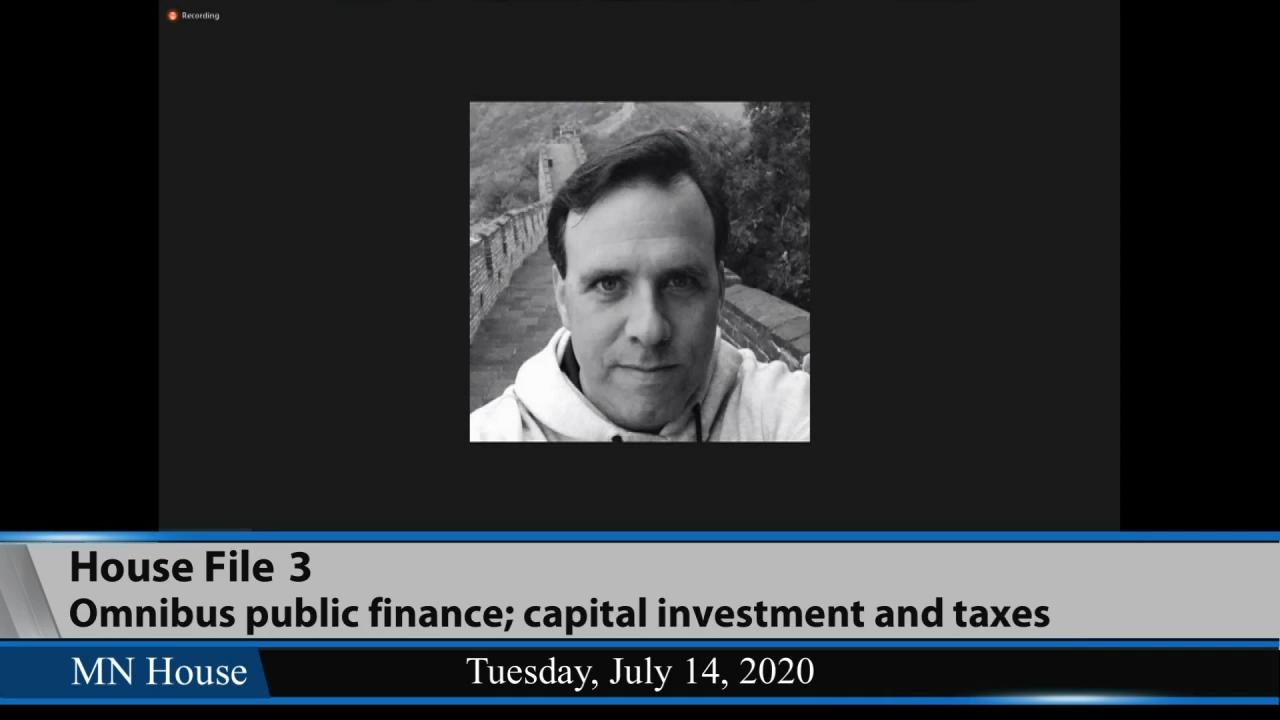 Recording
House File 3
Omnibus public finance; capital investment and taxes
MN House
Tuesday, July 14, 2020